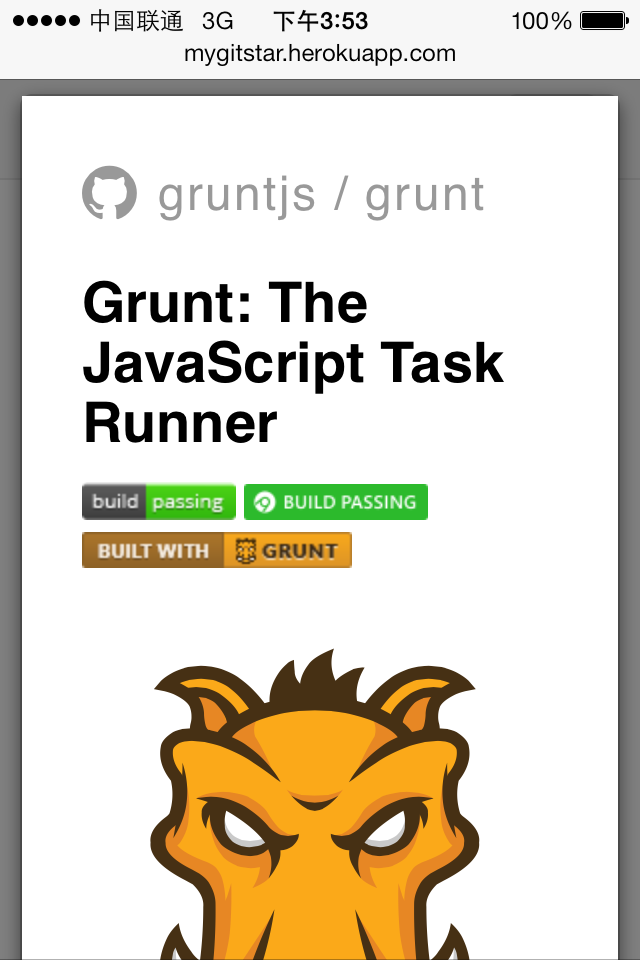 中国联通 3G 下午3:53 100%
mygitstar.herokuapp.com
gruntjs / grunt
Grunt: The
JavaScript Task
Runner
build passing BUILD PASSING
BUILT WITH GRUNT